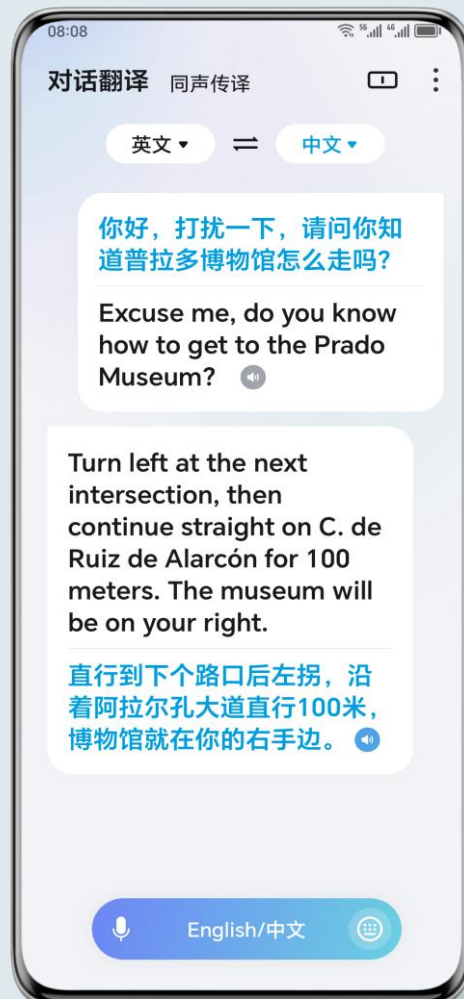 08:08
5G 4G
对话翻译 同声传译
英文 中文
你好，打扰一下，请问你知
道普拉多博物馆怎么走吗？
Excuse me, do you know
how to get to the Prado
Museum?
Turn left at the next
intersection, then
continue straight on C. de
Ruiz de Alarcón for 100
meters. The museum will
be on your right.
直行到下个路口后左拐，沿
着阿拉尔孔大道直行100米，
博物馆就在你的右手边。
English/中文